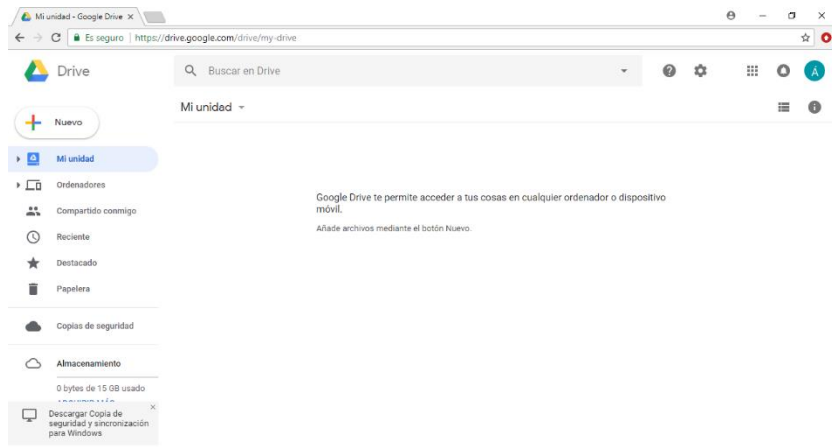 Mi unidad - Google Drive
Es seguro | https://drive.google.com/drive/my-drive
Drive
Buscar en Drive
Á
Nuevo
Mi unidad
Mi unidad
Ordenadores
Compartido conmigo
Reciente
Destacado
Papelera
Copias de seguridad
Almacenamiento
0 bytes de 15 GB usado
Google Drive te permite acceder a tus cosas en cualquier ordenador o dispositivo
móvil.
Añade archivos mediante el botón Nuevo.
Descargar Copia de
seguridad y sincronización
para Windows